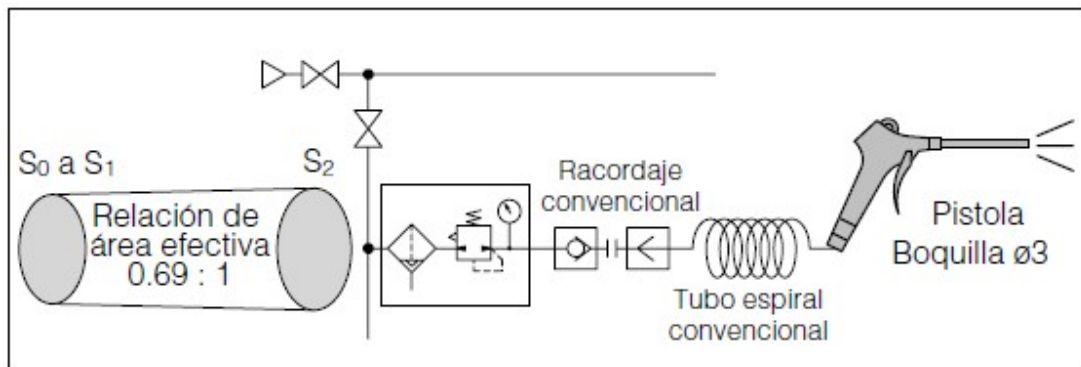 S₀ a S₁
S₂
Relación de
área efectiva
0.69 : 1
Racordaje
convencional
Tubo espiral
convencional
Pistola
Boquilla ø3